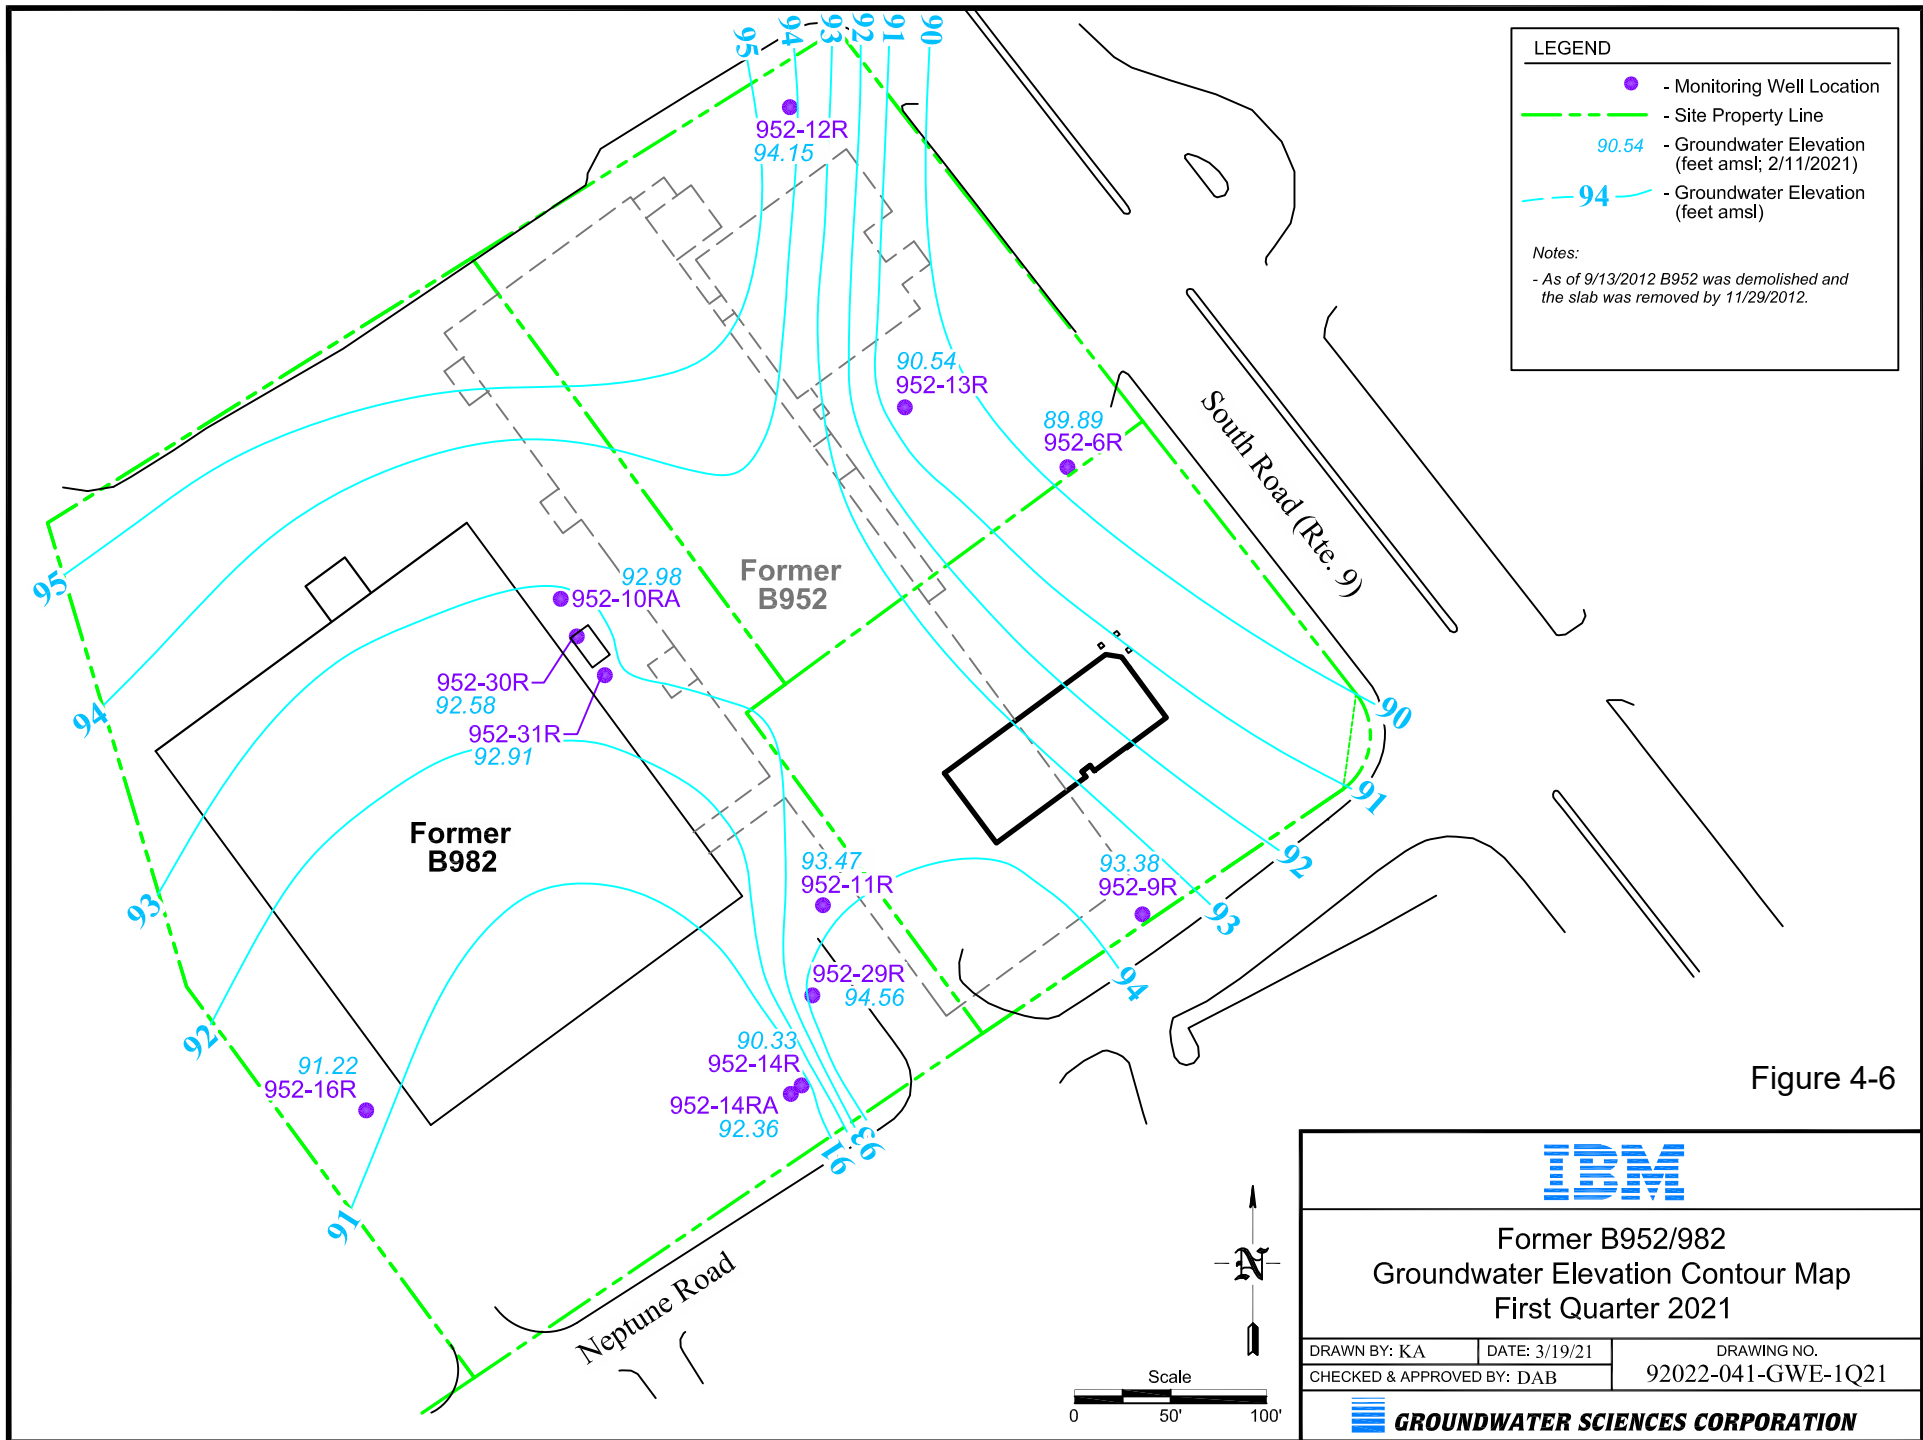 95
94
93
92
91
90
LEGEND
- Monitoring Well Location
- Site Property Line
90.54 - Groundwater Elevation
(feet amsl; 2/11/2021)
94 - Groundwater Elevation
(feet amsl)
Notes:
- As of 9/13/2012 B952 was demolished and
the slab was removed by 11/29/2012.
952-12R
94.15
90.54
952-13R
89.89
952-6R
South Road (Rte. 9)
Former
B952
92.98
952-10RA
95
952-30R
92.58
952-31R
92.91
94
90
91
Former
B982
92
93.47
952-11R
93.38
952-9R
93
93
952-29R
94.56
94
92
91.22
952-16R
90.33
952-14R
952-14RA
92.36
91
93
91
Neptune Road
N
Scale
0 50' 100'
Figure 4-6
IBM
Former B952/982
Groundwater Elevation Contour Map
First Quarter 2021
DRAWN BY: KA
DATE: 3/19/21
CHECKED & APPROVED BY: DAB
DRAWING NO.
92022-041-GWE-1Q21
GROUNDWATER SCIENCES CORPORATION